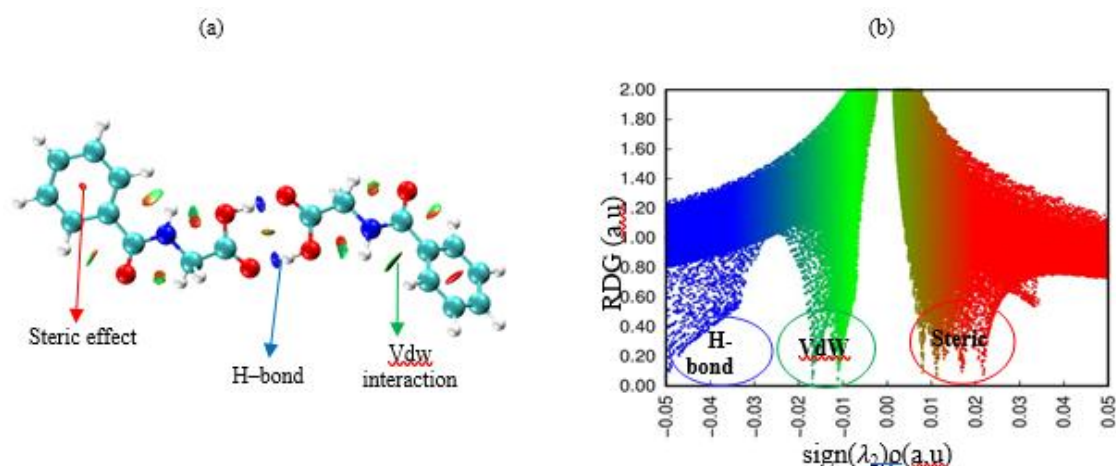 (a)
(b)
Steric effect
H–bond
Vdw
interaction
RDG (a,u)
2.00
1.80
1.60
1.40
1.20
1.00
0.80
0.60
0.40
0.20
0.00
H-
bond
VdW
Steric
-0.05
-0.04
-0.03
-0.02
-0.01
0.00
0.01
0.02
0.03
0.04
0.05
sign(λ₂)ρ(a,u)